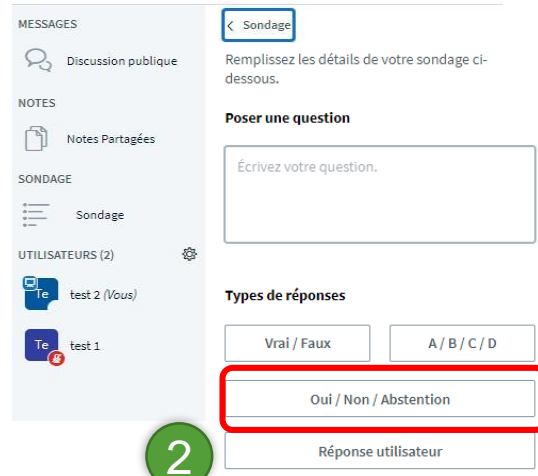 MESSAGES
Discussion publique
NOTES
Notes Partagées
SONDAGE
Sondage
UTILISATEURS (2)
Te
test 2 (Vous)
Te
test 1
Sondage
Remplissez les détails de votre sondage ci-
dessous.
Poser une question
Écrivez votre question.
Types de réponses
Vrai / Faux
A / B / C / D
Oui / Non / Abstention
Réponse utilisateur
2